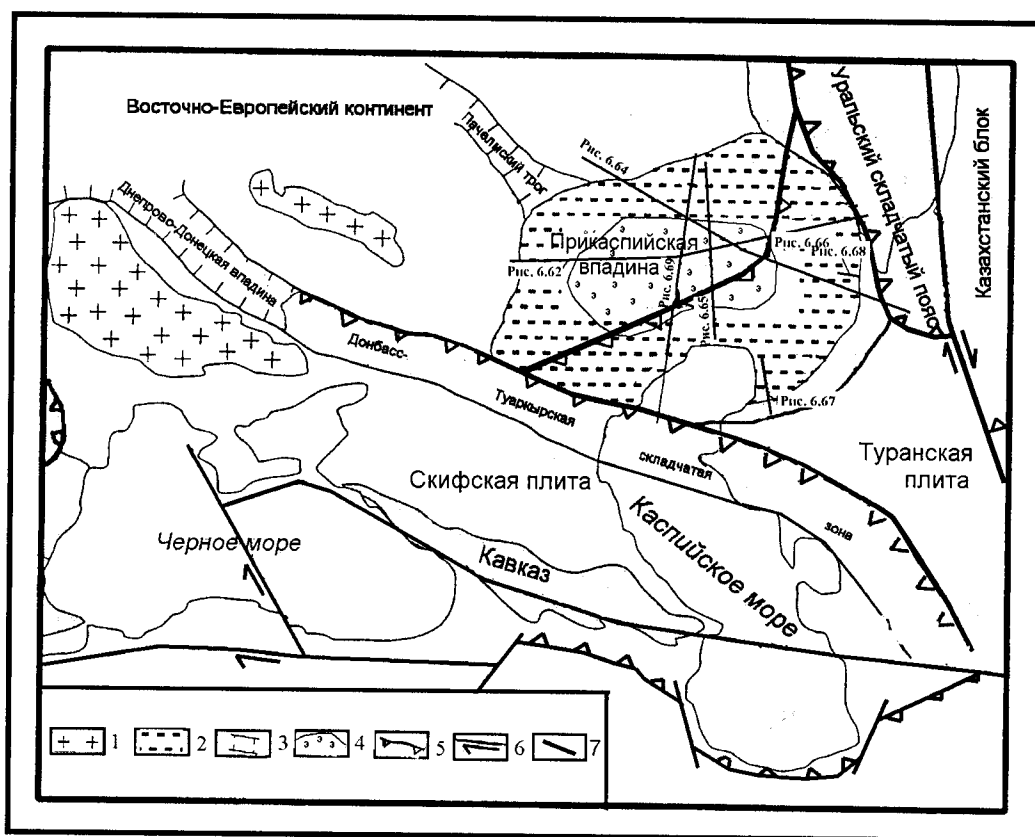 Восточно-Европейский континент
Пачелмский трог
Рис. 6.64
уральский складчатый пояс
Казахстанский блок
Днепрово-Донецкая впадина
Прикаспийская
впадина
Рис. 6.62
Рис. 6.69
Рис. 6.65
Рис. 6.66
Рис. 6.68
Рис. 6.67
Донбасс-
Туаркырская
складчатая
зона
Туранская
плита
Скифская плита
Черное море
Кавказ
Каспийское море
1
2
3
4
5
6
7